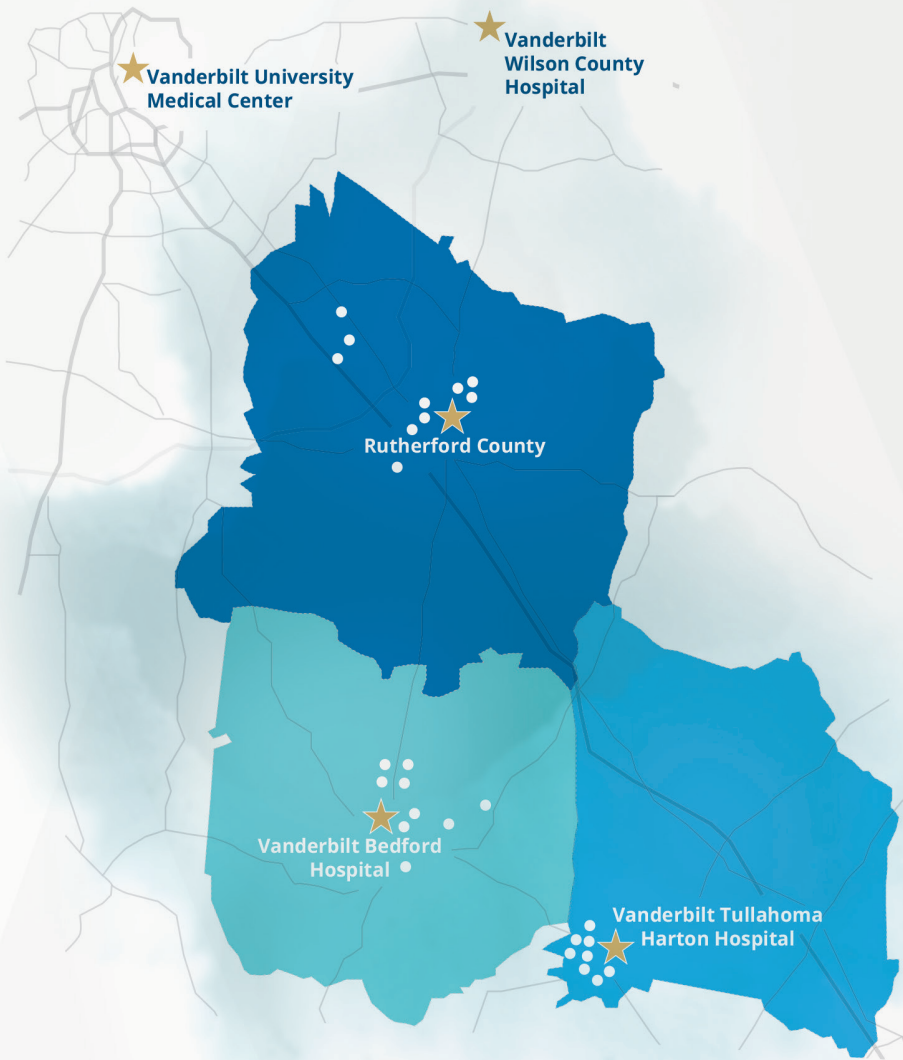 Vanderbilt
Wilson County
Hospital
Vanderbilt University
Medical Center
Rutherford County
Vanderbilt Bedford
Hospital
Vanderbilt Tullahoma
Harton Hospital